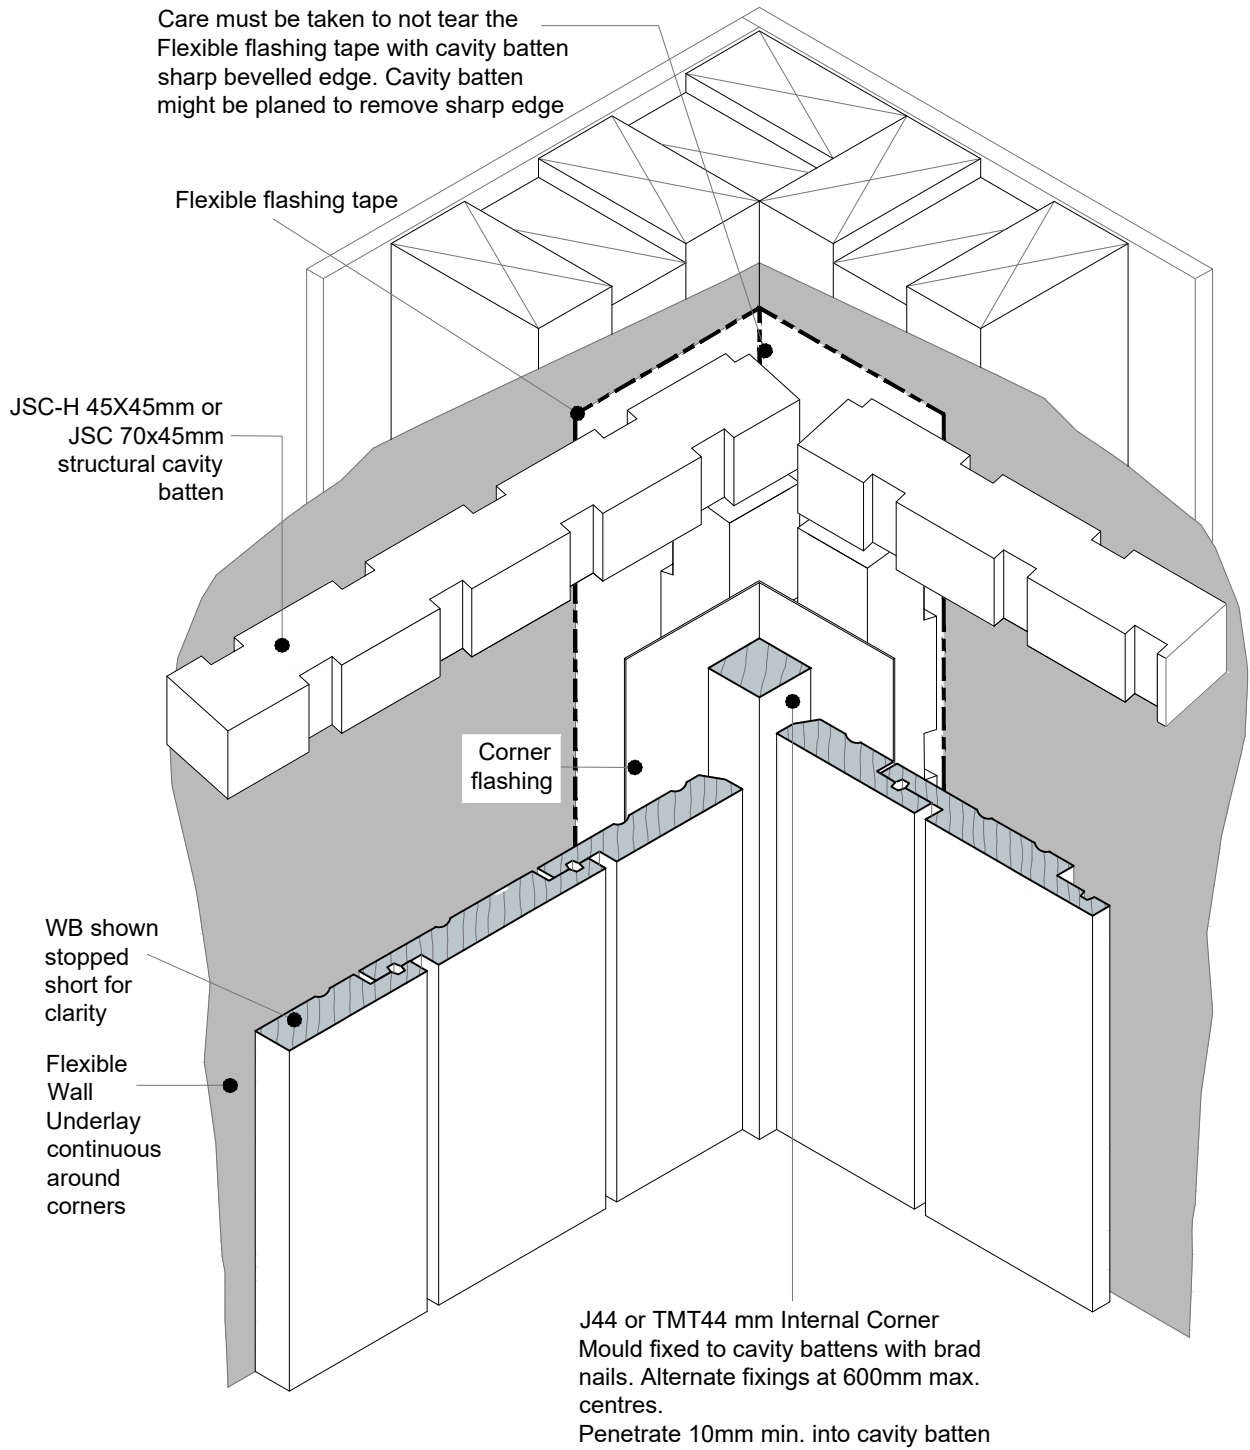 Care must be taken to not tear the
Flexible flashing tape with cavity batten
sharp bevelled edge. Cavity batten
might be planed to remove sharp edge
Flexible flashing tape
JSC-H 45X45mm or
JSC 70x45mm
structural cavity
batten
Corner
flashing
WB shown
stopped
short for
clarity
Flexible
Wall
Underlay
continuous
around
corners
J44 or TMT44 mm Internal Corner
Mould fixed to cavity battens with brad
nails. Alternate fixings at 600mm max.
centres.
Penetrate 10mm min. into cavity batten